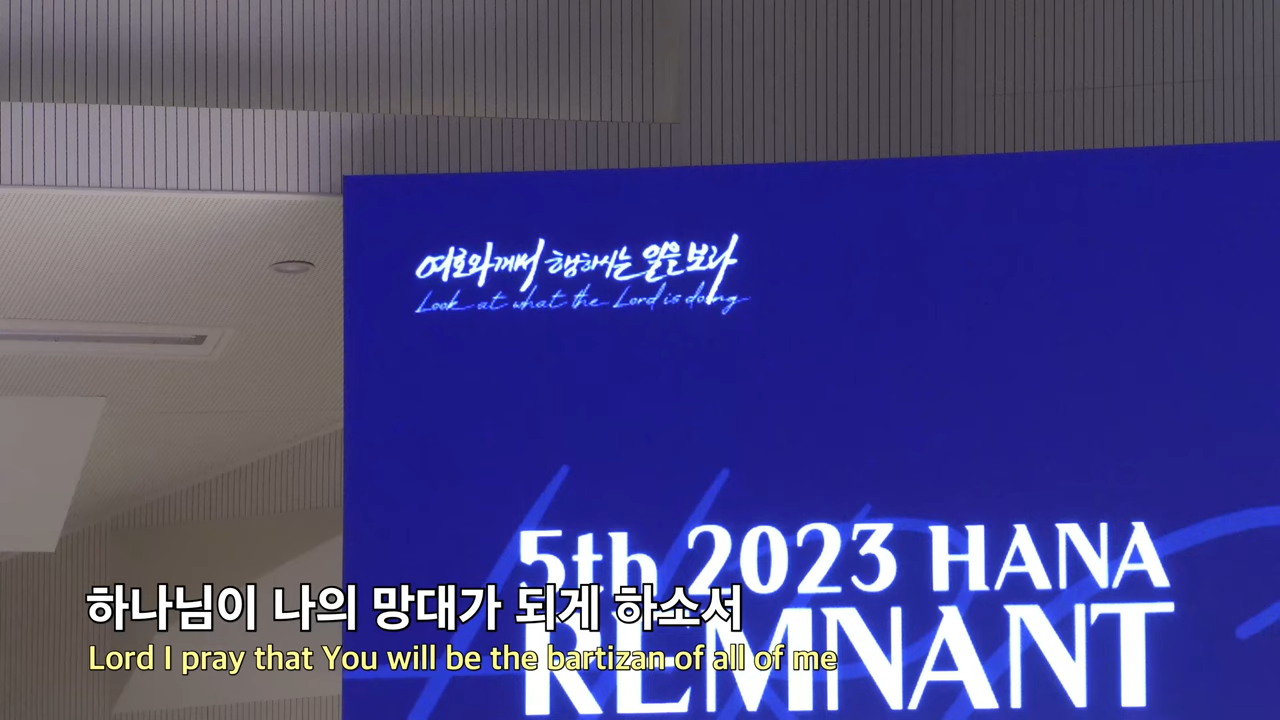 여호와께서 행하시는 일을 보라
Look at what the Lord is doing
5th 2023 HANA
REMNANT
하나님이 나의 망대가 되게 하소서
Lord I pray that You will be the bartizan of all of me